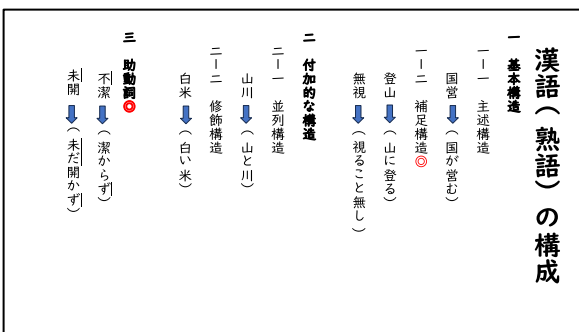 漢語(熟語)の構成
一 基本構造
一ー一 主述構造
国営➡(国が営む)
一ー二 補足構造◎
登山➡(山に登る)
無視➡(視ること無し)
二 付加的な構造
二ー一 並列構造
山川➡(山と川)
二ー二 修飾構造
白米➡(白い米)
三 助動詞◎
不潔➡(潔からず)
未開➡(未だ開かず)